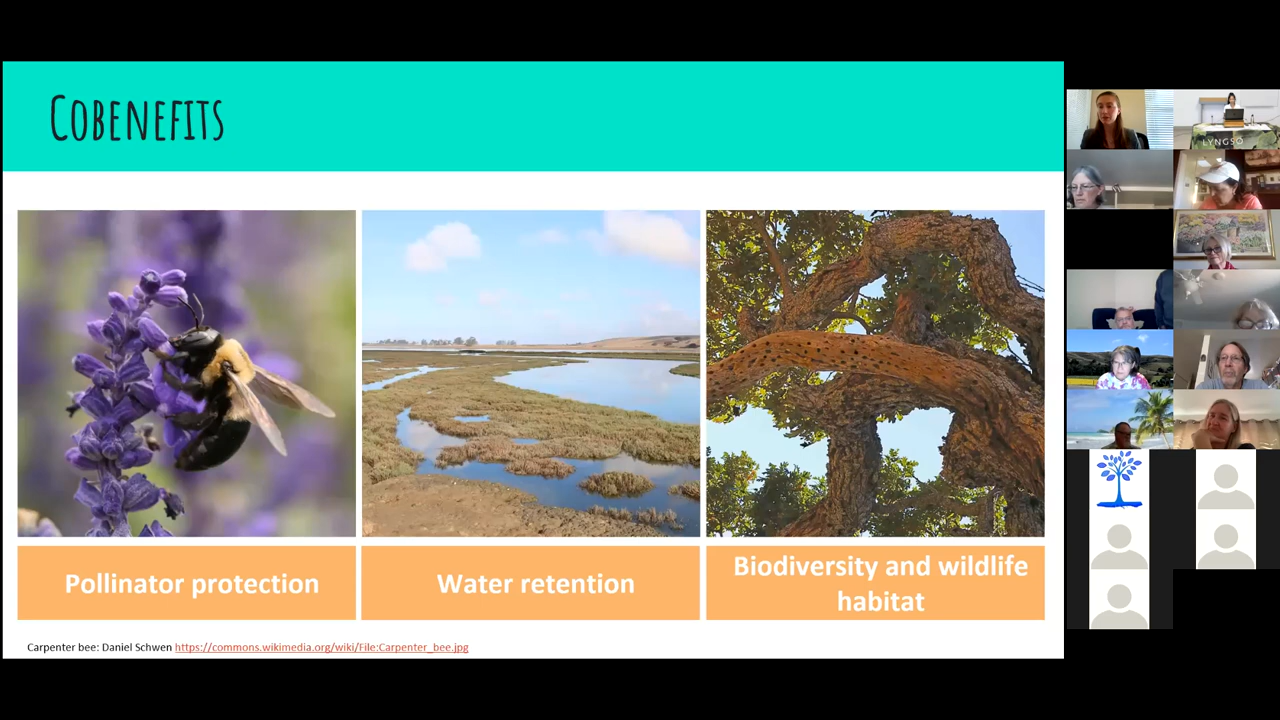 COBENEFITS
Pollinator protection
Water retention
Biodiversity and wildlife
habitat
Carpenter bee: Daniel Schwen https://commons.wikimedia.org/wiki/File:Carpenter_bee.jpg
LYNGSO